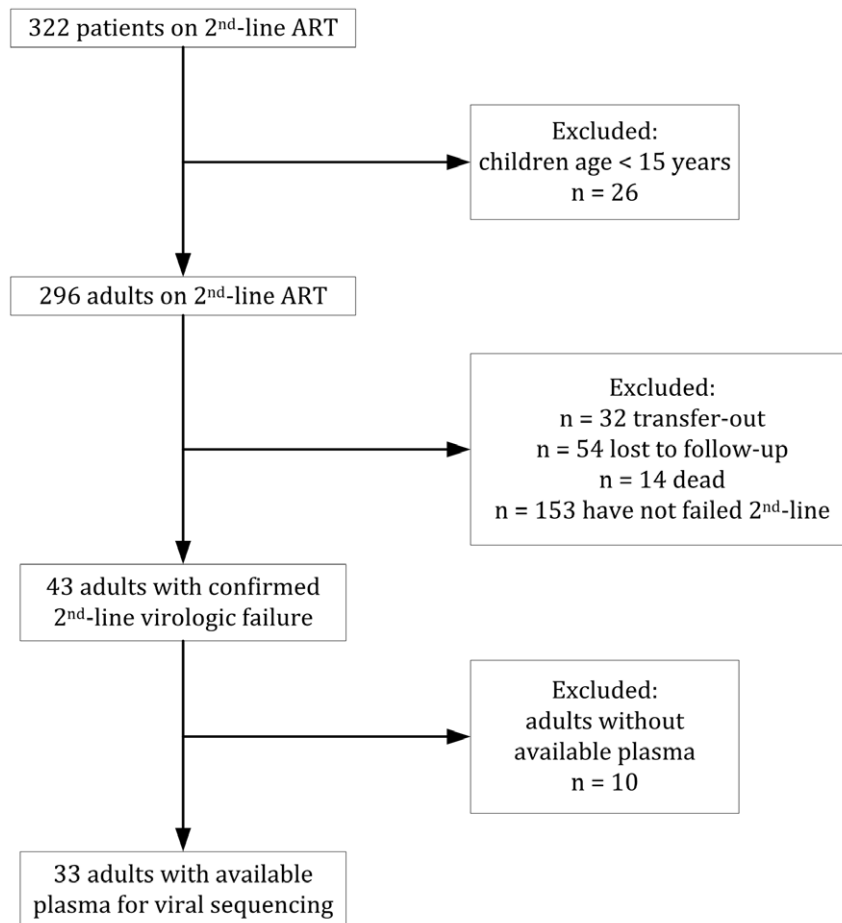 322 patients on 2nd-line ART
Excluded:
children age < 15 years
n = 26
296 adults on 2nd-line ART
Excluded:
n = 32 transfer-out
n = 54 lost to follow-up
n = 14 dead
n = 153 have not failed 2nd-line
43 adults with confirmed
2nd-line virologic failure
Excluded:
adults without
available plasma
n = 10
33 adults with available
plasma for viral sequencing